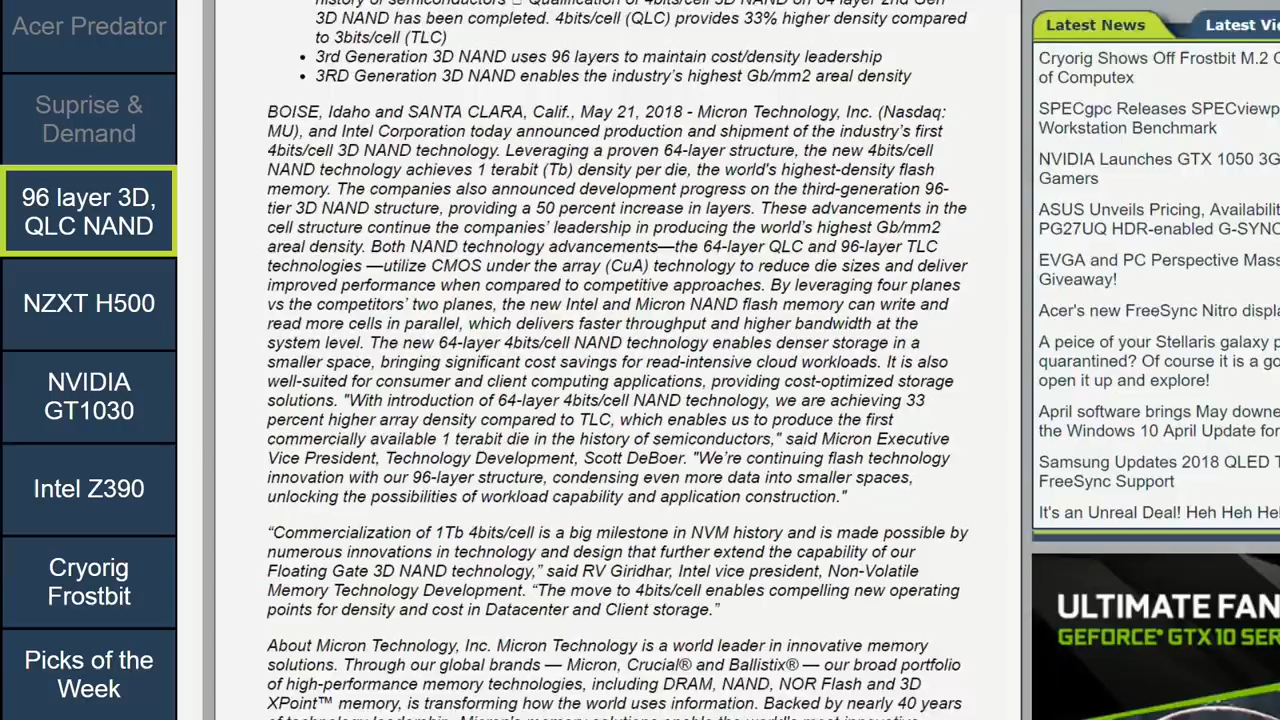 Acer Predator
Suprise &
Demand
96 layer 3D,
QLC NAND
NZXT H500
NVIDIA
GT1030
Intel Z390
Cryorig
Frostbit
Picks of the
Week
3D NAND has been completed. 4bits/cell (QLC) provides 33% higher density compared
to 3bits/cell (TLC)
• 3rd Generation 3D NAND uses 96 layers to maintain cost/density leadership
• 3RD Generation 3D NAND enables the industry's highest Gb/mm2 areal density
BOISE, Idaho and SANTA CLARA, Calif., May 21, 2018 - Micron Technology, Inc. (Nasdaq:
MU), and Intel Corporation today announced production and shipment of the industry's first
4bits/cell 3D NAND technology. Leveraging a proven 64-layer structure, the new 4bits/cell
NAND technology achieves 1 terabit (Tb) density per die, the world's highest-density flash
memory. The companies also announced development progress on the third-generation 96-
tier 3D NAND structure, providing a 50 percent increase in layers. These advancements in the
cell structure continue the companies' leadership in producing the world's highest Gb/mm2
areal density. Both NAND technology advancements—the 64-layer QLC and 96-layer TLC
technologies —utilize CMOS under the array (CuA) technology to reduce die sizes and deliver
improved performance when compared to competitive approaches. By leveraging four planes
vs the competitors' two planes, the new Intel and Micron NAND flash memory can write and
read more cells in parallel, which delivers faster throughput and higher bandwidth at the
system level. The new 64-layer 4bits/cell NAND technology enables denser storage in a
smaller space, bringing significant cost savings for read-intensive cloud workloads. It is also
well-suited for consumer and client computing applications, providing cost-optimized storage
solutions. "With introduction of 64-layer 4bits/cell NAND technology, we are achieving 33
percent higher array density compared to TLC, which enables us to produce the first
commercially available 1 terabit die in the history of semiconductors," said Micron Executive
Vice President, Technology Development, Scott DeBoer. "We're continuing flash technology
innovation with our 96-layer structure, condensing even more data into smaller spaces,
unlocking the possibilities of workload capability and application construction."
“Commercialization of 1Tb 4bits/cell is a big milestone in NVM history and is made possible by
numerous innovations in technology and design that further extend the capability of our
Floating Gate 3D NAND technology,” said RV Giridhar, Intel vice president, Non-Volatile
Memory Technology Development. “The move to 4bits/cell enables compelling new operating
points for density and cost in Datacenter and Client storage.”
About Micron Technology, Inc. Micron Technology is a world leader in innovative memory
solutions. Through our global brands — Micron, Crucial® and Ballistix® — our broad portfolio
of high-performance memory technologies, including DRAM, NAND, NOR Flash and 3D
XPoint™ memory, is transforming how the world uses information. Backed by nearly 40 years
Latest News
Latest Vi
Cryorig Shows Off Frostbit M.2 C
of Computex
SPECgpc Releases SPECviewp
Workstation Benchmark
NVIDIA Launches GTX 1050 3G
Gamers
ASUS Unveils Pricing, Availabilit
PG27UQ HDR-enabled G-SYNC
EVGA and PC Perspective Mass
Giveaway!
Acer's new FreeSync Nitro displa
A peice of your Stellaris galaxy p
quarantined? Of course it is a go
open it up and explore!
April software brings May downe
the Windows 10 April Update for
Samsung Updates 2018 QLED T
FreeSync Support
It's an Unreal Deal! Heh Heh He
ULTIMATE FAN
GEFORCE® GTX 10 SER